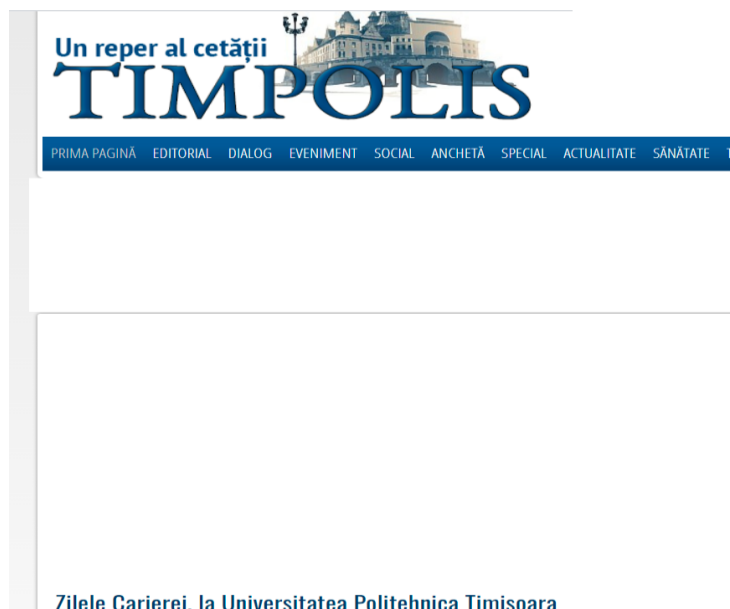 Un reper al cetății
TIMPOLIS
PRIMA PAGINĂ EDITORIAL DIALOG EVENIMENT SOCIAL ANCHETĂ SPECIAL ACTUALITATE SĂNĂTATE
Zilele Carierei, la Universitatea Politehnica Timișoara